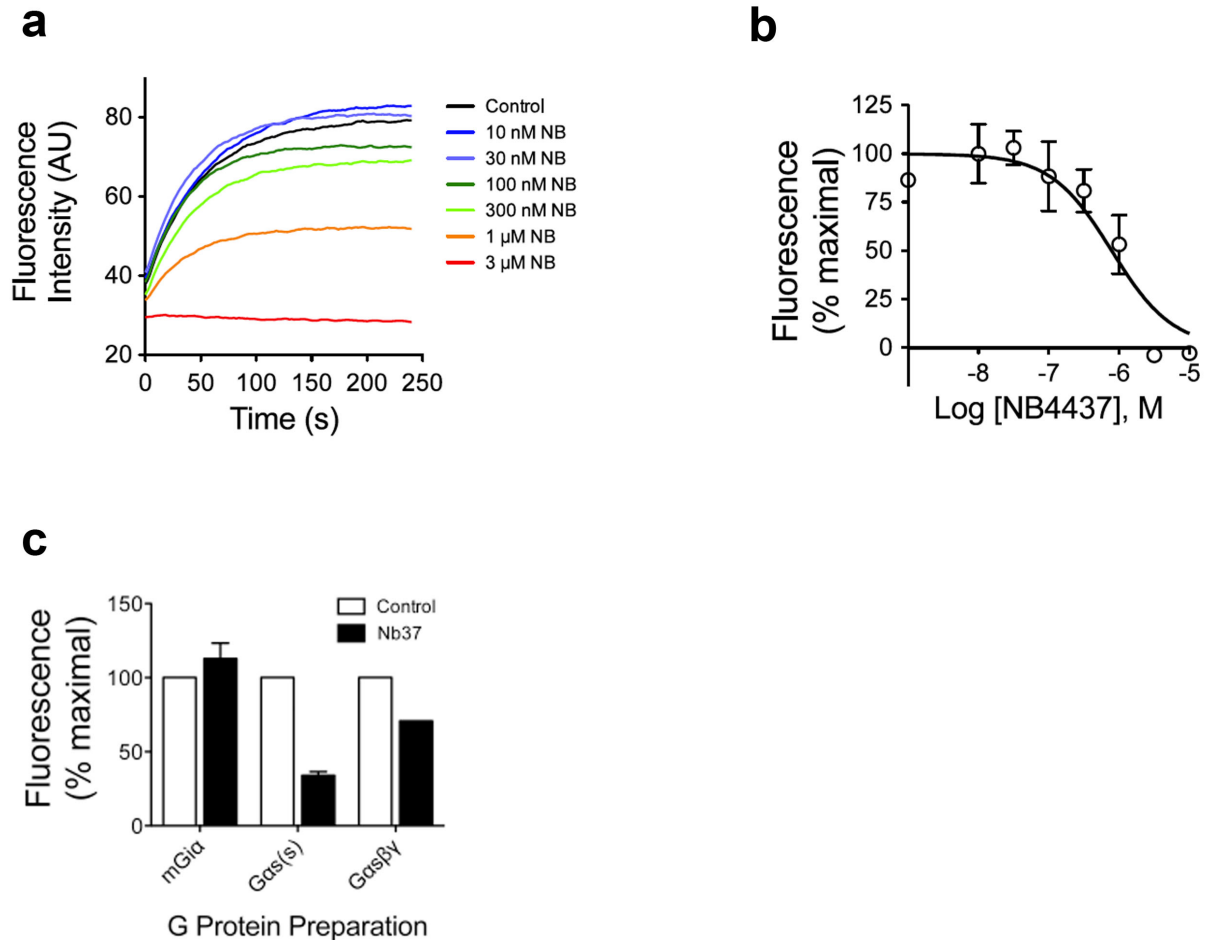 a
Fluorescence
Intensity (AU)
80
60
40
20
0 50 100 150 200 250
Time (s)
Control
10 nM NB
30 nM NB
100 nM NB
300 nM NB
1 µM NB
3 µM NB
b
Fluorescence
(% maximal)
125
100
75
50
25
0
-8 -7 -6 -5
Log [NB4437], M
c
Fluorescence
(% maximal)
150
100
50
0
Control
Nb37
mGiα Gαs(s) Gαsβγ
G Protein Preparation